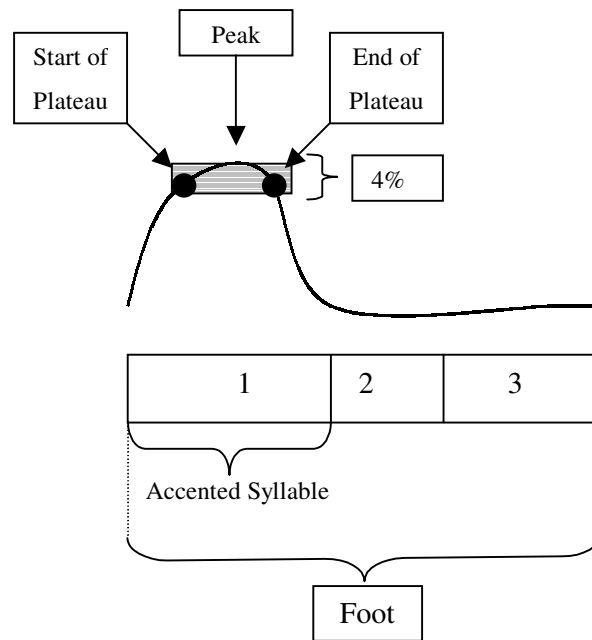 Peak
Start of
Plateau
End of
Plateau
4%
1 2 3
Accented Syllable
Foot